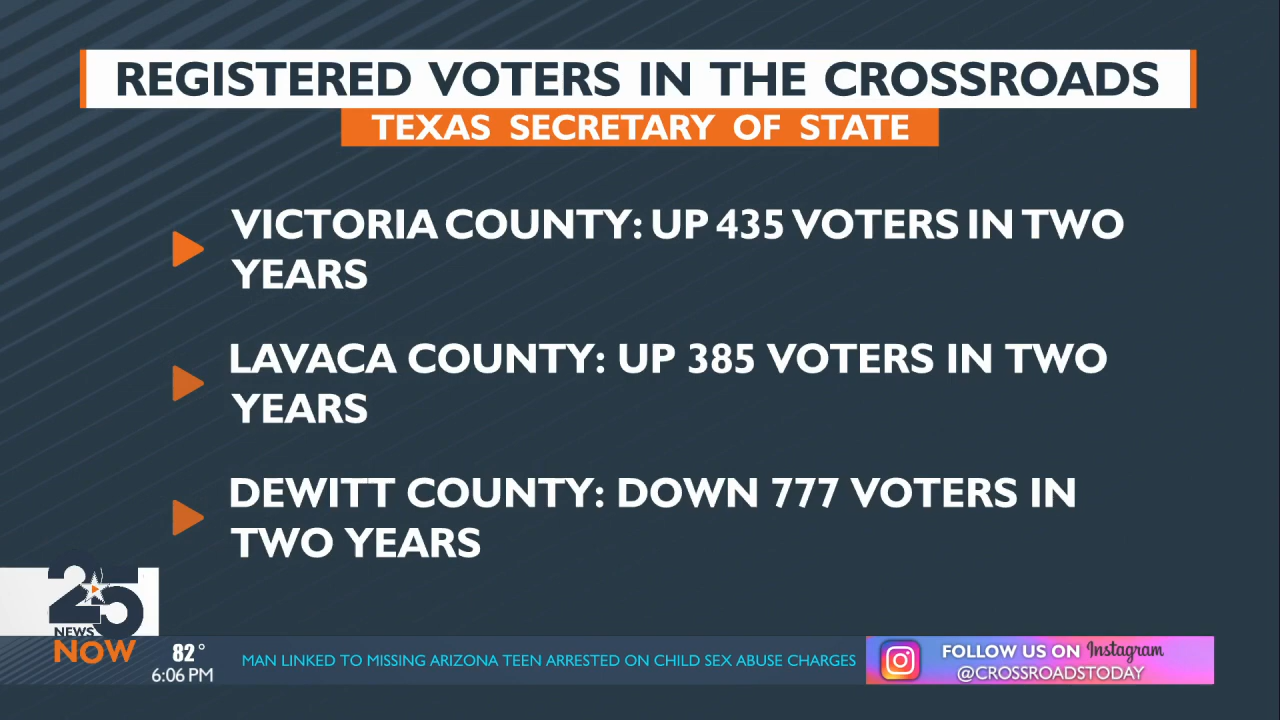 REGISTERED VOTERS IN THE CROSSROADS
TEXAS SECRETARY OF STATE
VICTORIA COUNTY: UP 435 VOTERS IN TWO
YEARS
LAVACA COUNTY: UP 385 VOTERS IN TWO
YEARS
DEWITT COUNTY: DOWN 777 VOTERS IN
TWO YEARS
25
NEWS
NOW
82°
6:06 PM
MAN LINKED TO MISSING ARIZONA TEEN ARRESTED ON CHILD SEX ABUSE CHARGES
FOLLOW US ON Instagram
@CROSSROADSTODAY